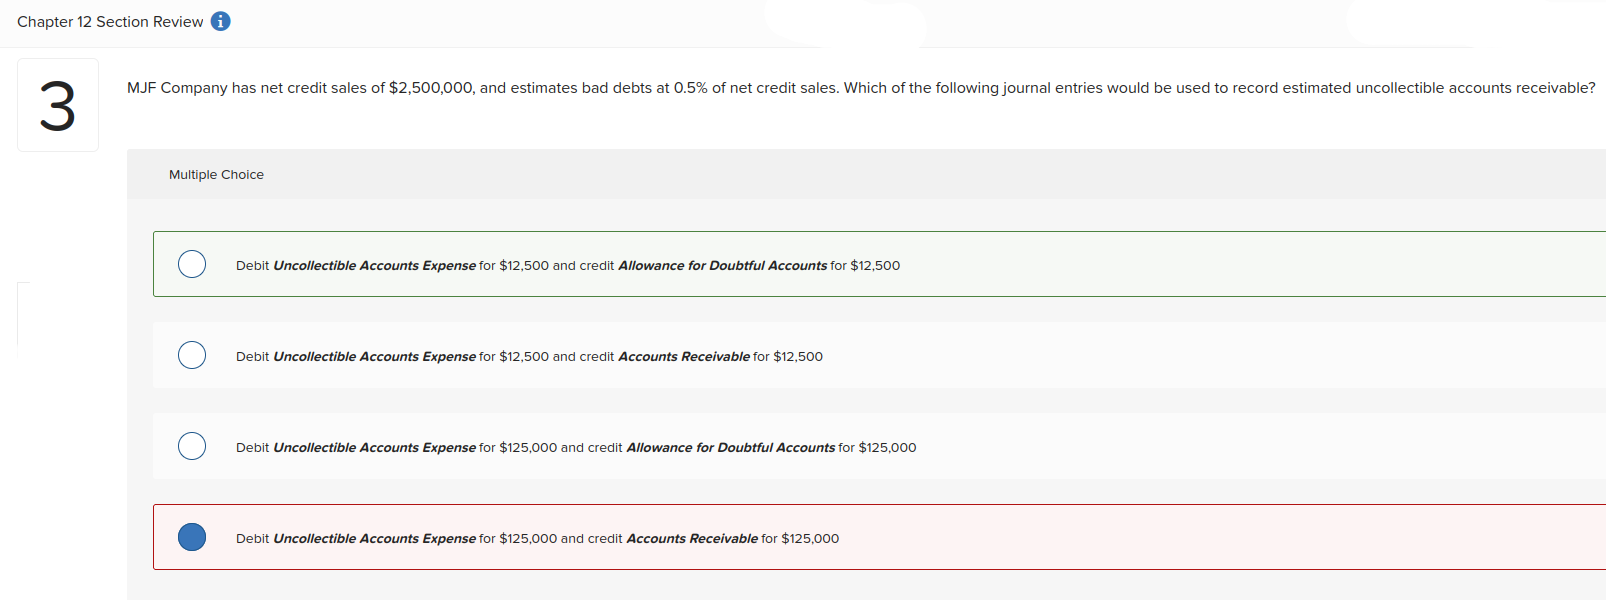 Chapter 12 Section Review i
3
MJF Company has net credit sales of $2,500,000, and estimates bad debts at 0.5% of net credit sales. Which of the following journal entries would be used to record estimated uncollectible accounts receivable?
Multiple Choice
Debit Uncollectible Accounts Expense for $12,500 and credit Allowance for Doubtful Accounts for $12,500
Debit Uncollectible Accounts Expense for $12,500 and credit Accounts Receivable for $12,500
Debit Uncollectible Accounts Expense for $125,000 and credit Allowance for Doubtful Accounts for $125,000
Debit Uncollectible Accounts Expense for $125,000 and credit Accounts Receivable for $125,000